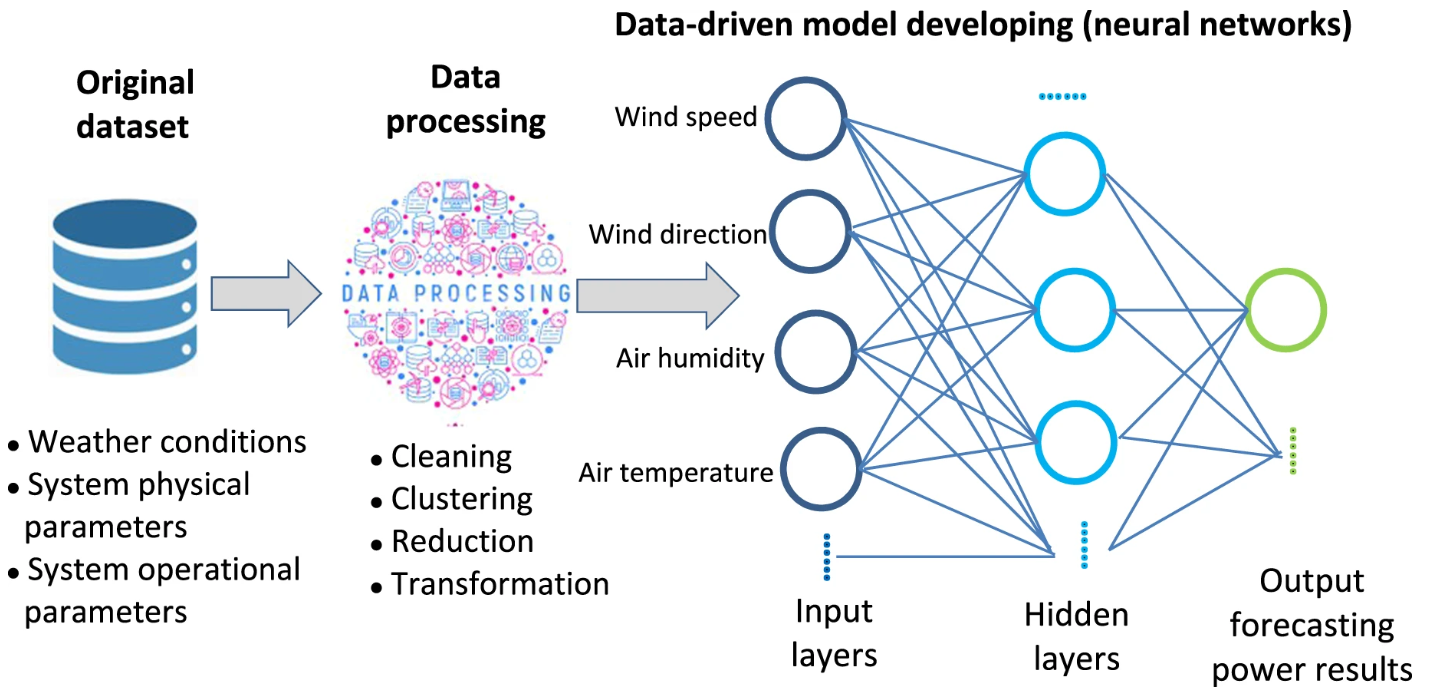 Data-driven model developing (neural networks)
Original
dataset
Data
processing
DATA PROCESSING
• Weather conditions
• System physical
parameters
• System operational
parameters
• Cleaning
• Clustering
• Reduction
• Transformation
Wind speed
Wind direction
Air humidity
Air temperature
Input
layers
Hidden
layers
Output
forecasting
power results